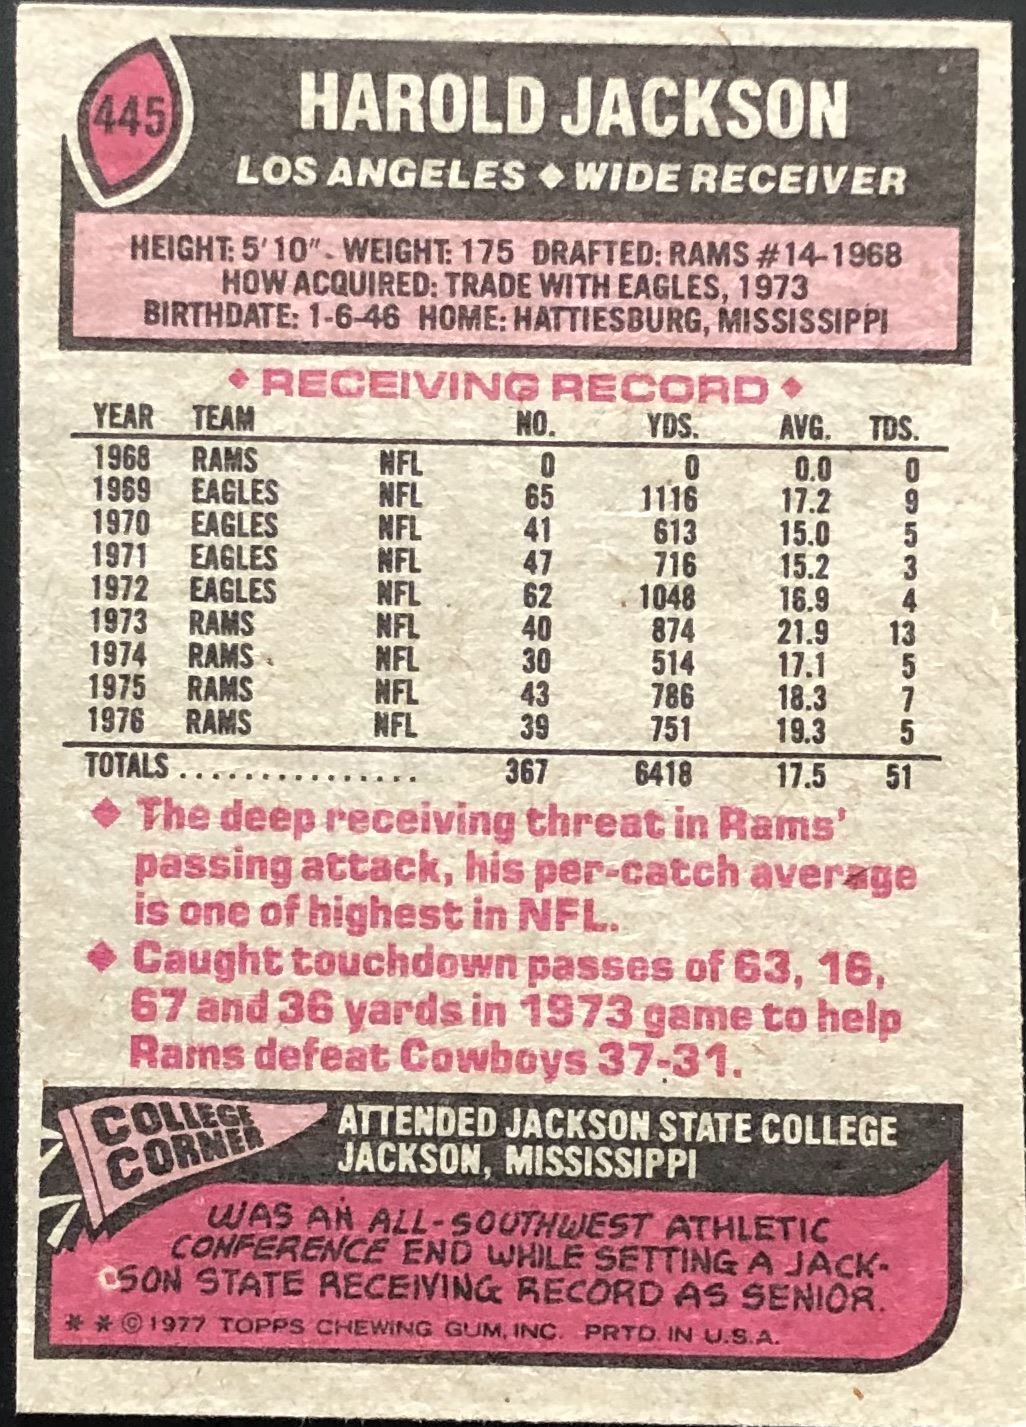 445
HAROLD JACKSON
LOS ANGELES ◆ WIDE RECEIVER
HEIGHT: 5'10". WEIGHT: 175 DRAFTED: RAMS #14-1968
HOW ACQUIRED: TRADE WITH EAGLES, 1973
BIRTHDATE: 1-6-46 HOME: HATTIESBURG, MISSISSIPPI
◆ RECEIVING RECORD ◆
YEAR TEAM NO. YDS. AVG. TDS.
1968 RAMS NFL 0 0 0.0 0
1969 EAGLES NFL 65 1116 17.2 9
1970 EAGLES NFL 41 613 15.0 5
1971 EAGLES NFL 47 716 15.2 3
1972 EAGLES NFL 62 1048 16.9 4
1973 RAMS NFL 40 874 21.9 13
1974 RAMS NFL 30 514 17.1 5
1975 RAMS NFL 43 786 18.3 7
1976 RAMS NFL 39 751 19.3 5
TOTALS............... 367 6418 17.5 51
◆ The deep receiving threat in Rams'
passing attack, his per-catch average
is one of highest in NFL.
◆ Caught touchdown passes of 63, 16,
67 and 36 yards in 1973 game to help
Rams defeat Cowboys 37-31.
COLLEGE
CORNER
ATTENDED JACKSON STATE COLLEGE
JACKSON, MISSISSIPPI
WAS AN ALL-SOUTHWEST ATHLETIC
CONFERENCE END WHILE SETTING A JACK-
SON STATE RECEIVING RECORD AS SENIOR.
* * © 1977 TOPPS CHEWING GUM, INC. PRTD. IN U.S.A.